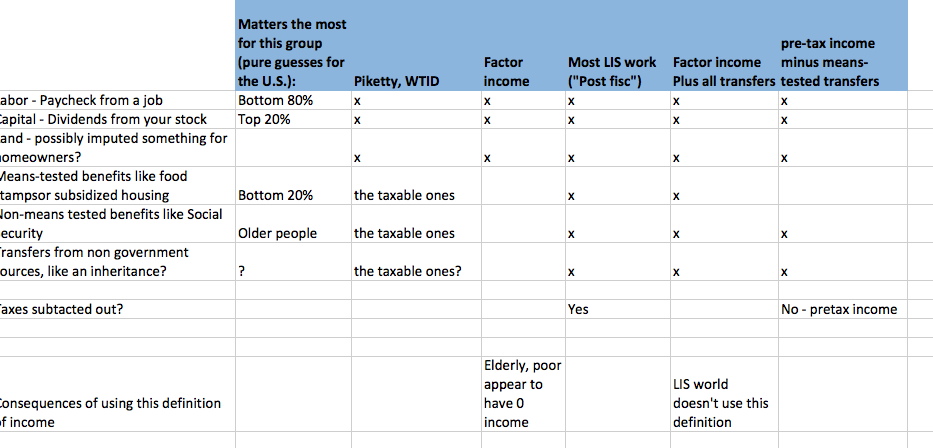 Matters the most
for this group
(pure guesses for
the U.S.):
Piketty, WTID
Factor
income
Most LIS work
("Post fisc")
Factor income
Plus all transfers
pre-tax income
minus means-
tested transfers
abor - Paycheck from a job Bottom 80% x x x x x
Capital - Dividends from your stock Top 20% x x x x x
and - possibly imputed something for
omeowners? x x x x x
Means-tested benefits like food
tampsor subsidized housing Bottom 20% the taxable ones x x
Non-means tested benefits like Social
ecurity Older people the taxable ones x x x
ransfers from non government
ources, like an inheritance? ? the taxable ones? x x x
axes subtacted out? Yes No - pretax income
Elderly, poor
appear to
have 0
income
LIS world
doesn't use this
definition
Consequences of using this definition
f income